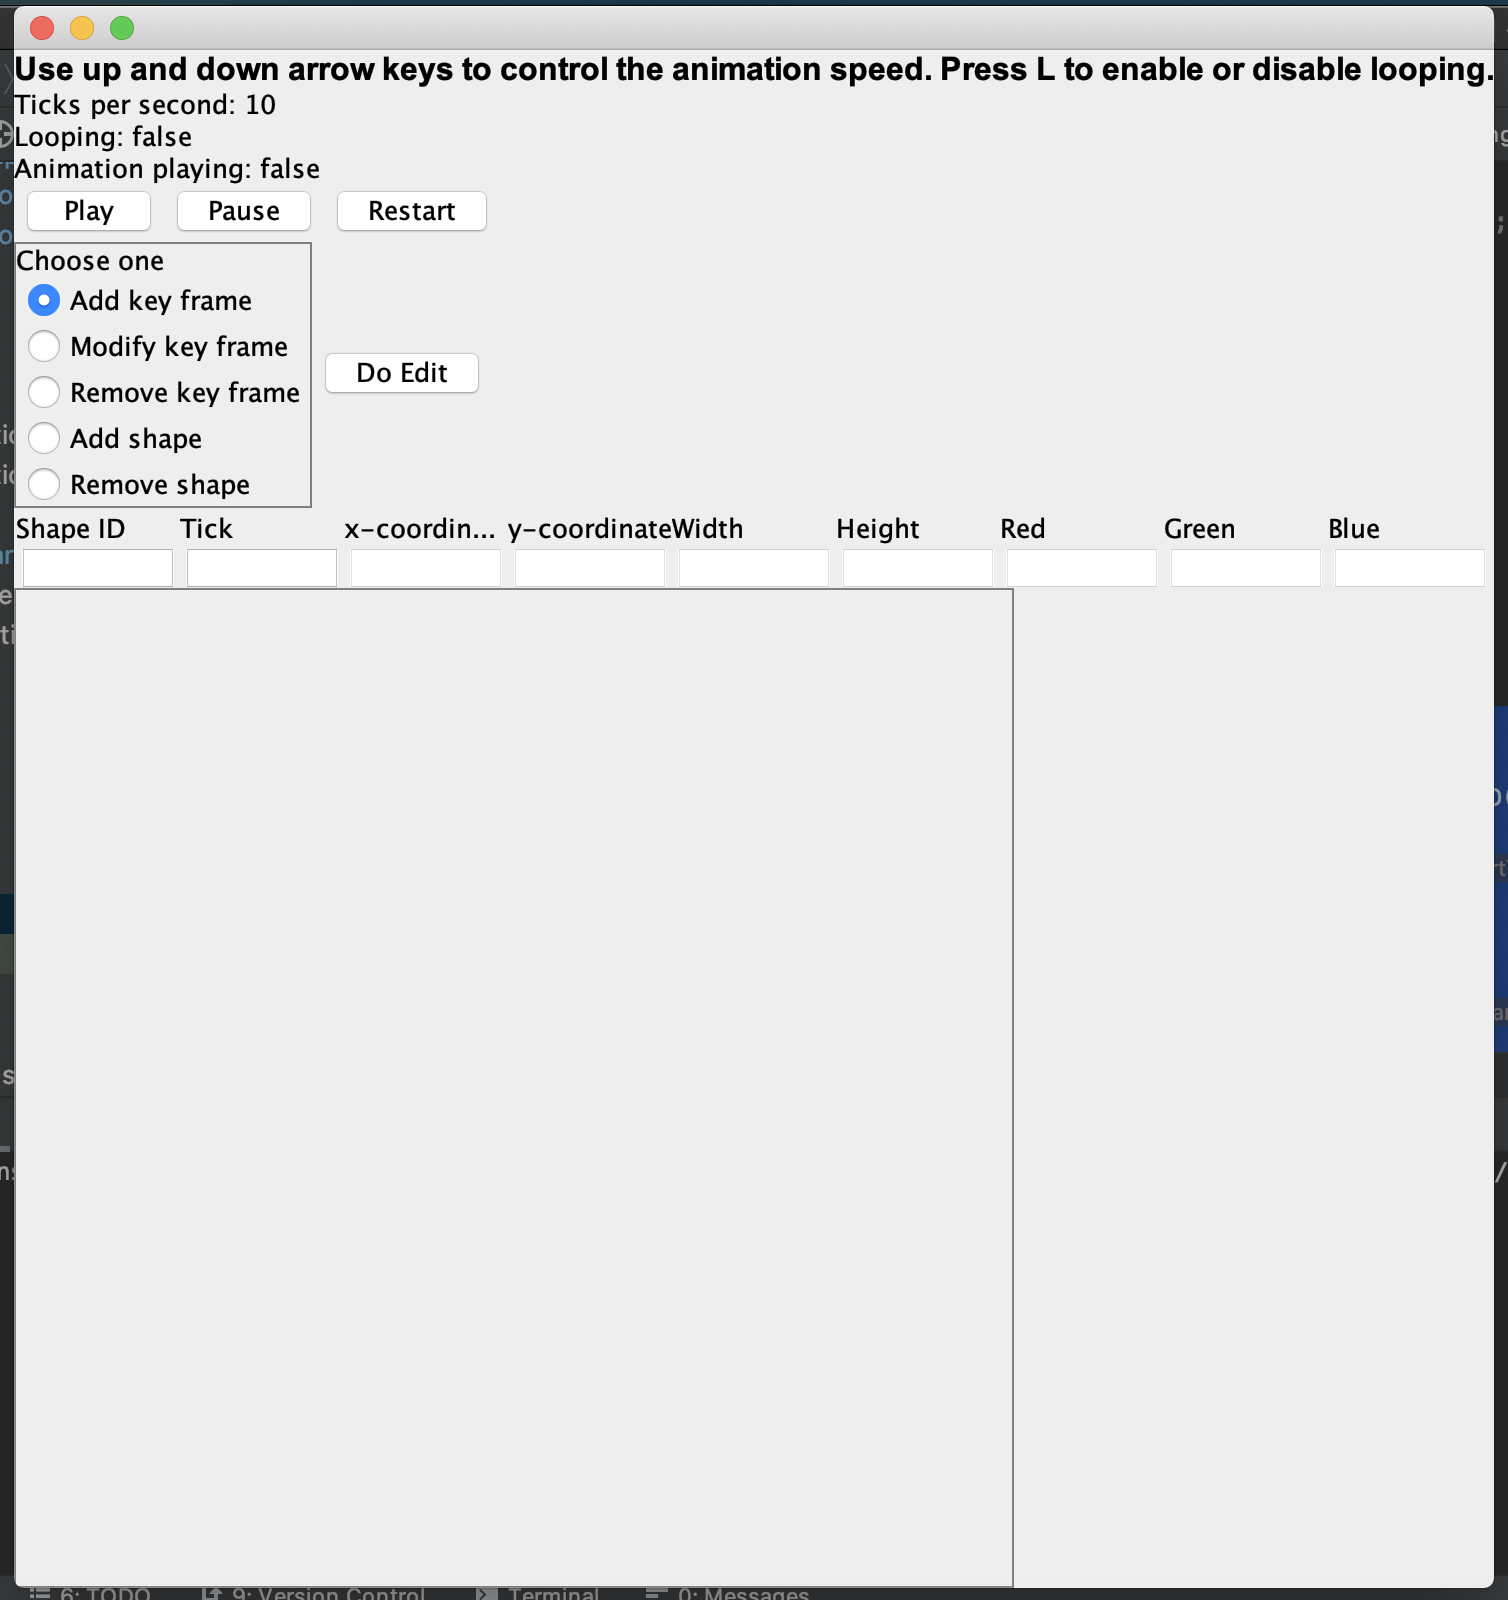 Use up and down arrow keys to control the animation speed. Press L to enable or disable looping.
Ticks per second: 10
Looping: false
Animation playing: false
Play Pause Restart
Choose one
Add key frame
Modify key frame
Remove key frame
Add shape
Remove shape
Do Edit
Shape ID Tick x-coordin... y-coordinate Width Height Red Green Blue
6: TODO 9: Version Control Terminal 0: Messages